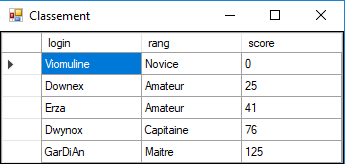 Classement
login rang score
Viomuline Novice 0
Downex Amateur 25
Erza Amateur 41
Dwynox Capitaine 76
GarDiAn Maitre 125